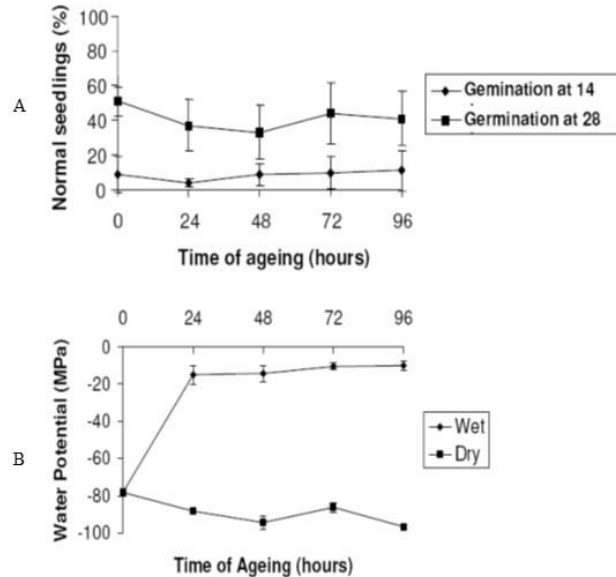 A
Normal seedlings (%)
100
80
60
40
20
0
0 24 48 72 96
Time of ageing (hours)
Gemination at 14
Germination at 28
B
Water Potential (MPa)
0 24 48 72 96
0
-20
-40
-60
-80
-100
Time of Ageing (hours)
Wet
Dry